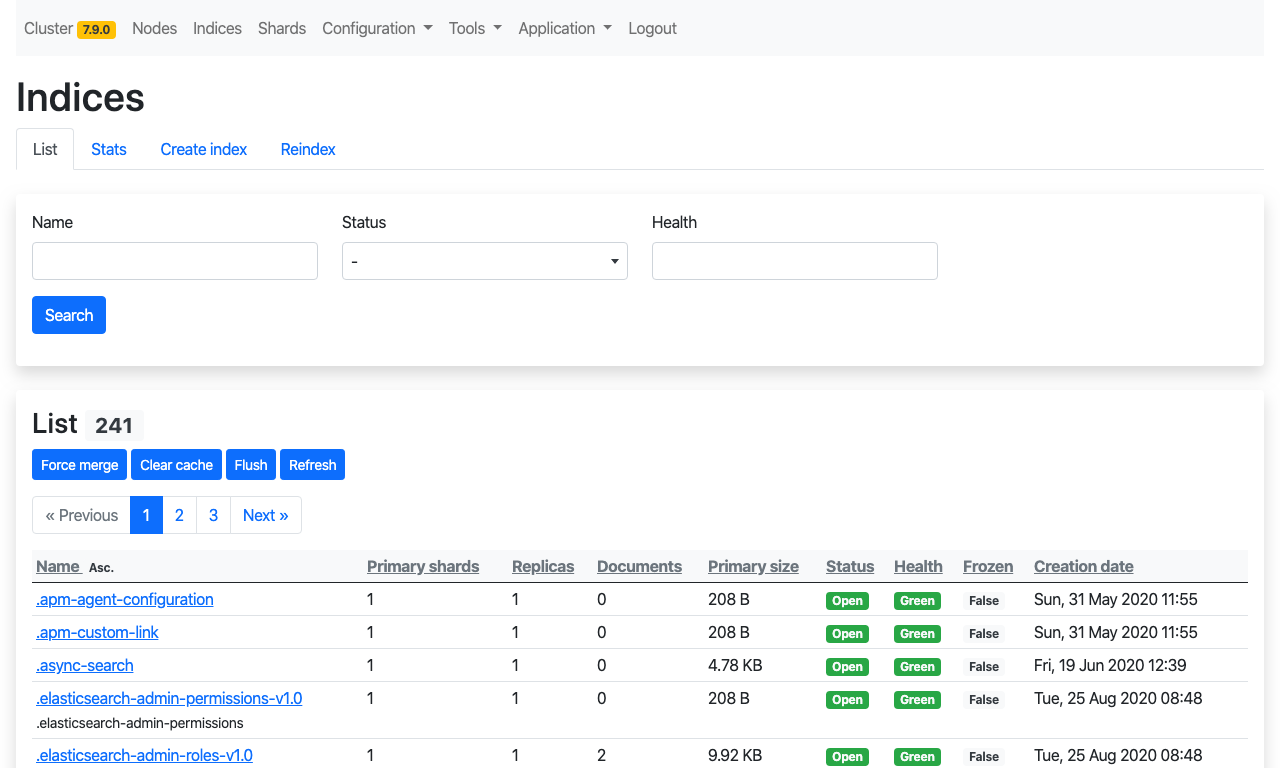 Cluster 7.9.0 Nodes Indices Shards Configuration Tools Application Logout
Indices
List Stats Create index Reindex
Name Status Health
-
Search
List 241
Force merge Clear cache Flush Refresh
« Previous 1 2 3 Next »
Name Asc. Primary shards Replicas Documents Primary size Status Health Frozen Creation date
.apm-agent-configuration 1 1 0 208 B Open Green False Sun, 31 May 2020 11:55
.apm-custom-link 1 1 0 208 B Open Green False Sun, 31 May 2020 11:55
.async-search 1 1 0 4.78 KB Open Green False Fri, 19 Jun 2020 12:39
.elasticsearch-admin-permissions-v1.0 1 1 0 208 B Open Green False Tue, 25 Aug 2020 08:48
.elasticsearch-admin-permissions
.elasticsearch-admin-roles-v1.0 1 1 2 9.92 KB Open Green False Tue, 25 Aug 2020 08:48